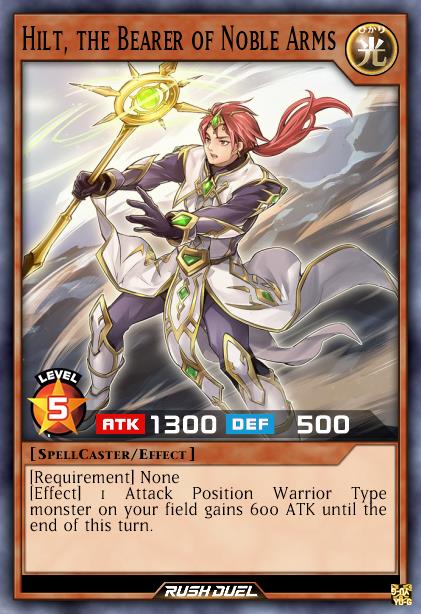 Hilt, the Bearer of Noble Arms
ひかり
光
LEVEL
5
ATK 1300 DEF 500
[SpellCaster/Effect]
[Requirement] None
[Effect] 1 Attack Position Warrior Type
monster on your field gains 600 ATK until the
end of this turn.
RUSH DUEL